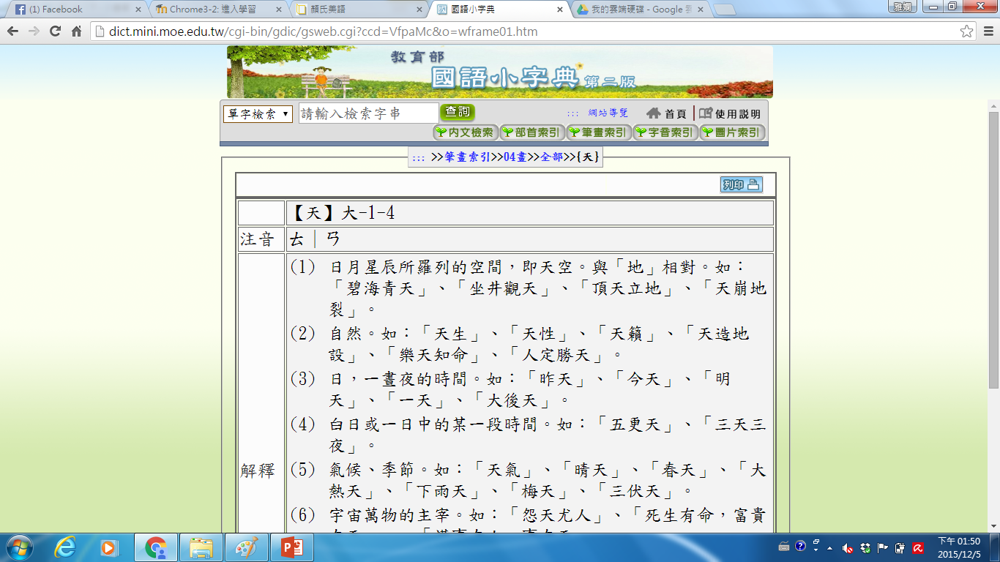 (1) Facebook
Chrome3-2: 進入學習
顏氏美語
國語小字典
我的雲端硬碟 - Google 雲
雅嫻
dict.mini.moe.edu.tw/cgi-bin/gdic/gsweb.cgi?ccd=VfpaMc&o=wframe01.htm
教育部
國語小字典 第二版
單字檢索 請輸入檢索字串 查詢 ::: 網站導覽 首頁 使用說明
內文檢索 部首索引 筆畫索引 字音索引 圖片索引
::: >>筆畫索引>>04畫>>全部>>{天}
列印
【天】大-1-4
注音 ㄊ｜ㄢ
解釋
(1) 日月星辰所羅列的空間，即天空。與「地」相對。如：
「碧海青天」、「坐井觀天」、「頂天立地」、「天崩地
裂」。
(2) 自然。如：「天生」、「天性」、「天籟」、「天造地
設」、「樂天知命」、「人定勝天」。
(3) 日，一晝夜的時間。如：「昨天」、「今天」、「明
天」、「一天」、「大後天」。
(4) 白日或一日中的某一段時間。如：「五更天」、「三天三
夜」。
(5) 氣候、季節。如：「天氣」、「晴天」、「春天」、「大
熱天」、「下雨天」、「梅天」、「三伏天」。
(6) 宇宙萬物的主宰。如：「怨天尤人」、「死生有命，富貴
下午 01:50
2015/12/5